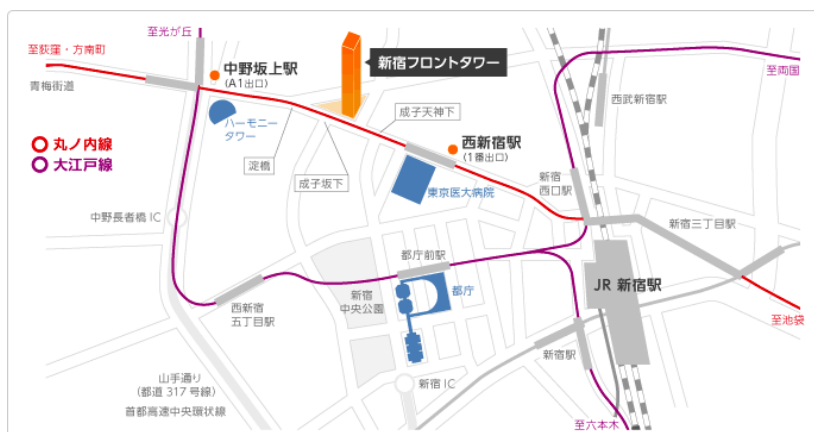 至光が丘
至荻窪・方南町
中野坂上駅
(A1出口)
新宿フロントタワー
至両国
青梅街道
西武新宿駅
成子天神下
ハーモニー
タワー
丸ノ内線
大江戸線
西新宿駅
(1番出口)
淀橋
成子坂下
新宿
西口駅
東京医大病院
中野長者橋 IC
新宿三丁目駅
都庁前駅
JR 新宿駅
都庁
新宿
中央公園
西新宿
五丁目駅
至池袋
新宿駅
山手通り
(都道 317 号線)
首都高速中央環状線
新宿 IC
至六本木